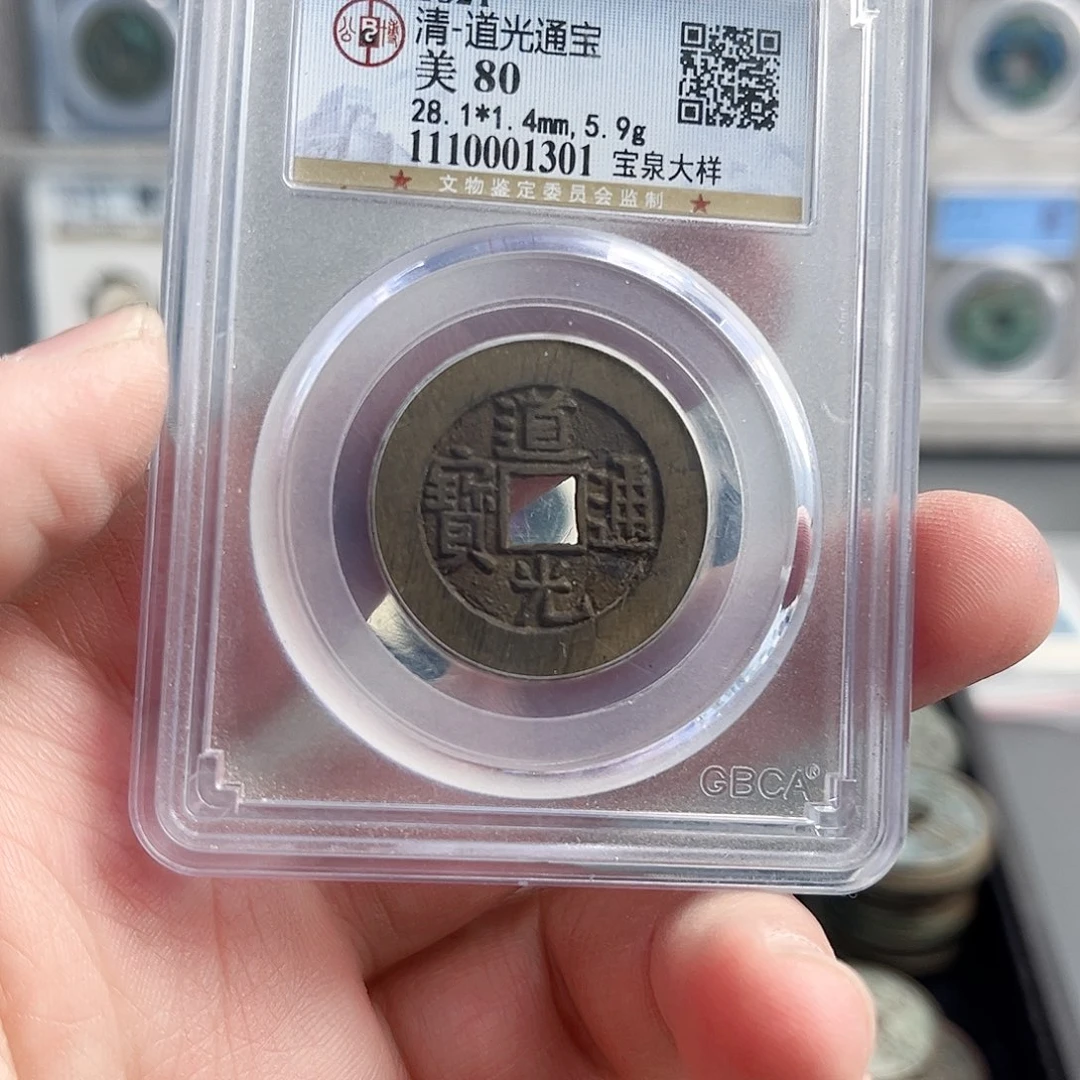 清-道光通宝
美 80
28.1*1.4mm,5.9g
1110001301 宝泉大样
文物鉴定委员会监制
道
寶 通
光
GBCA®